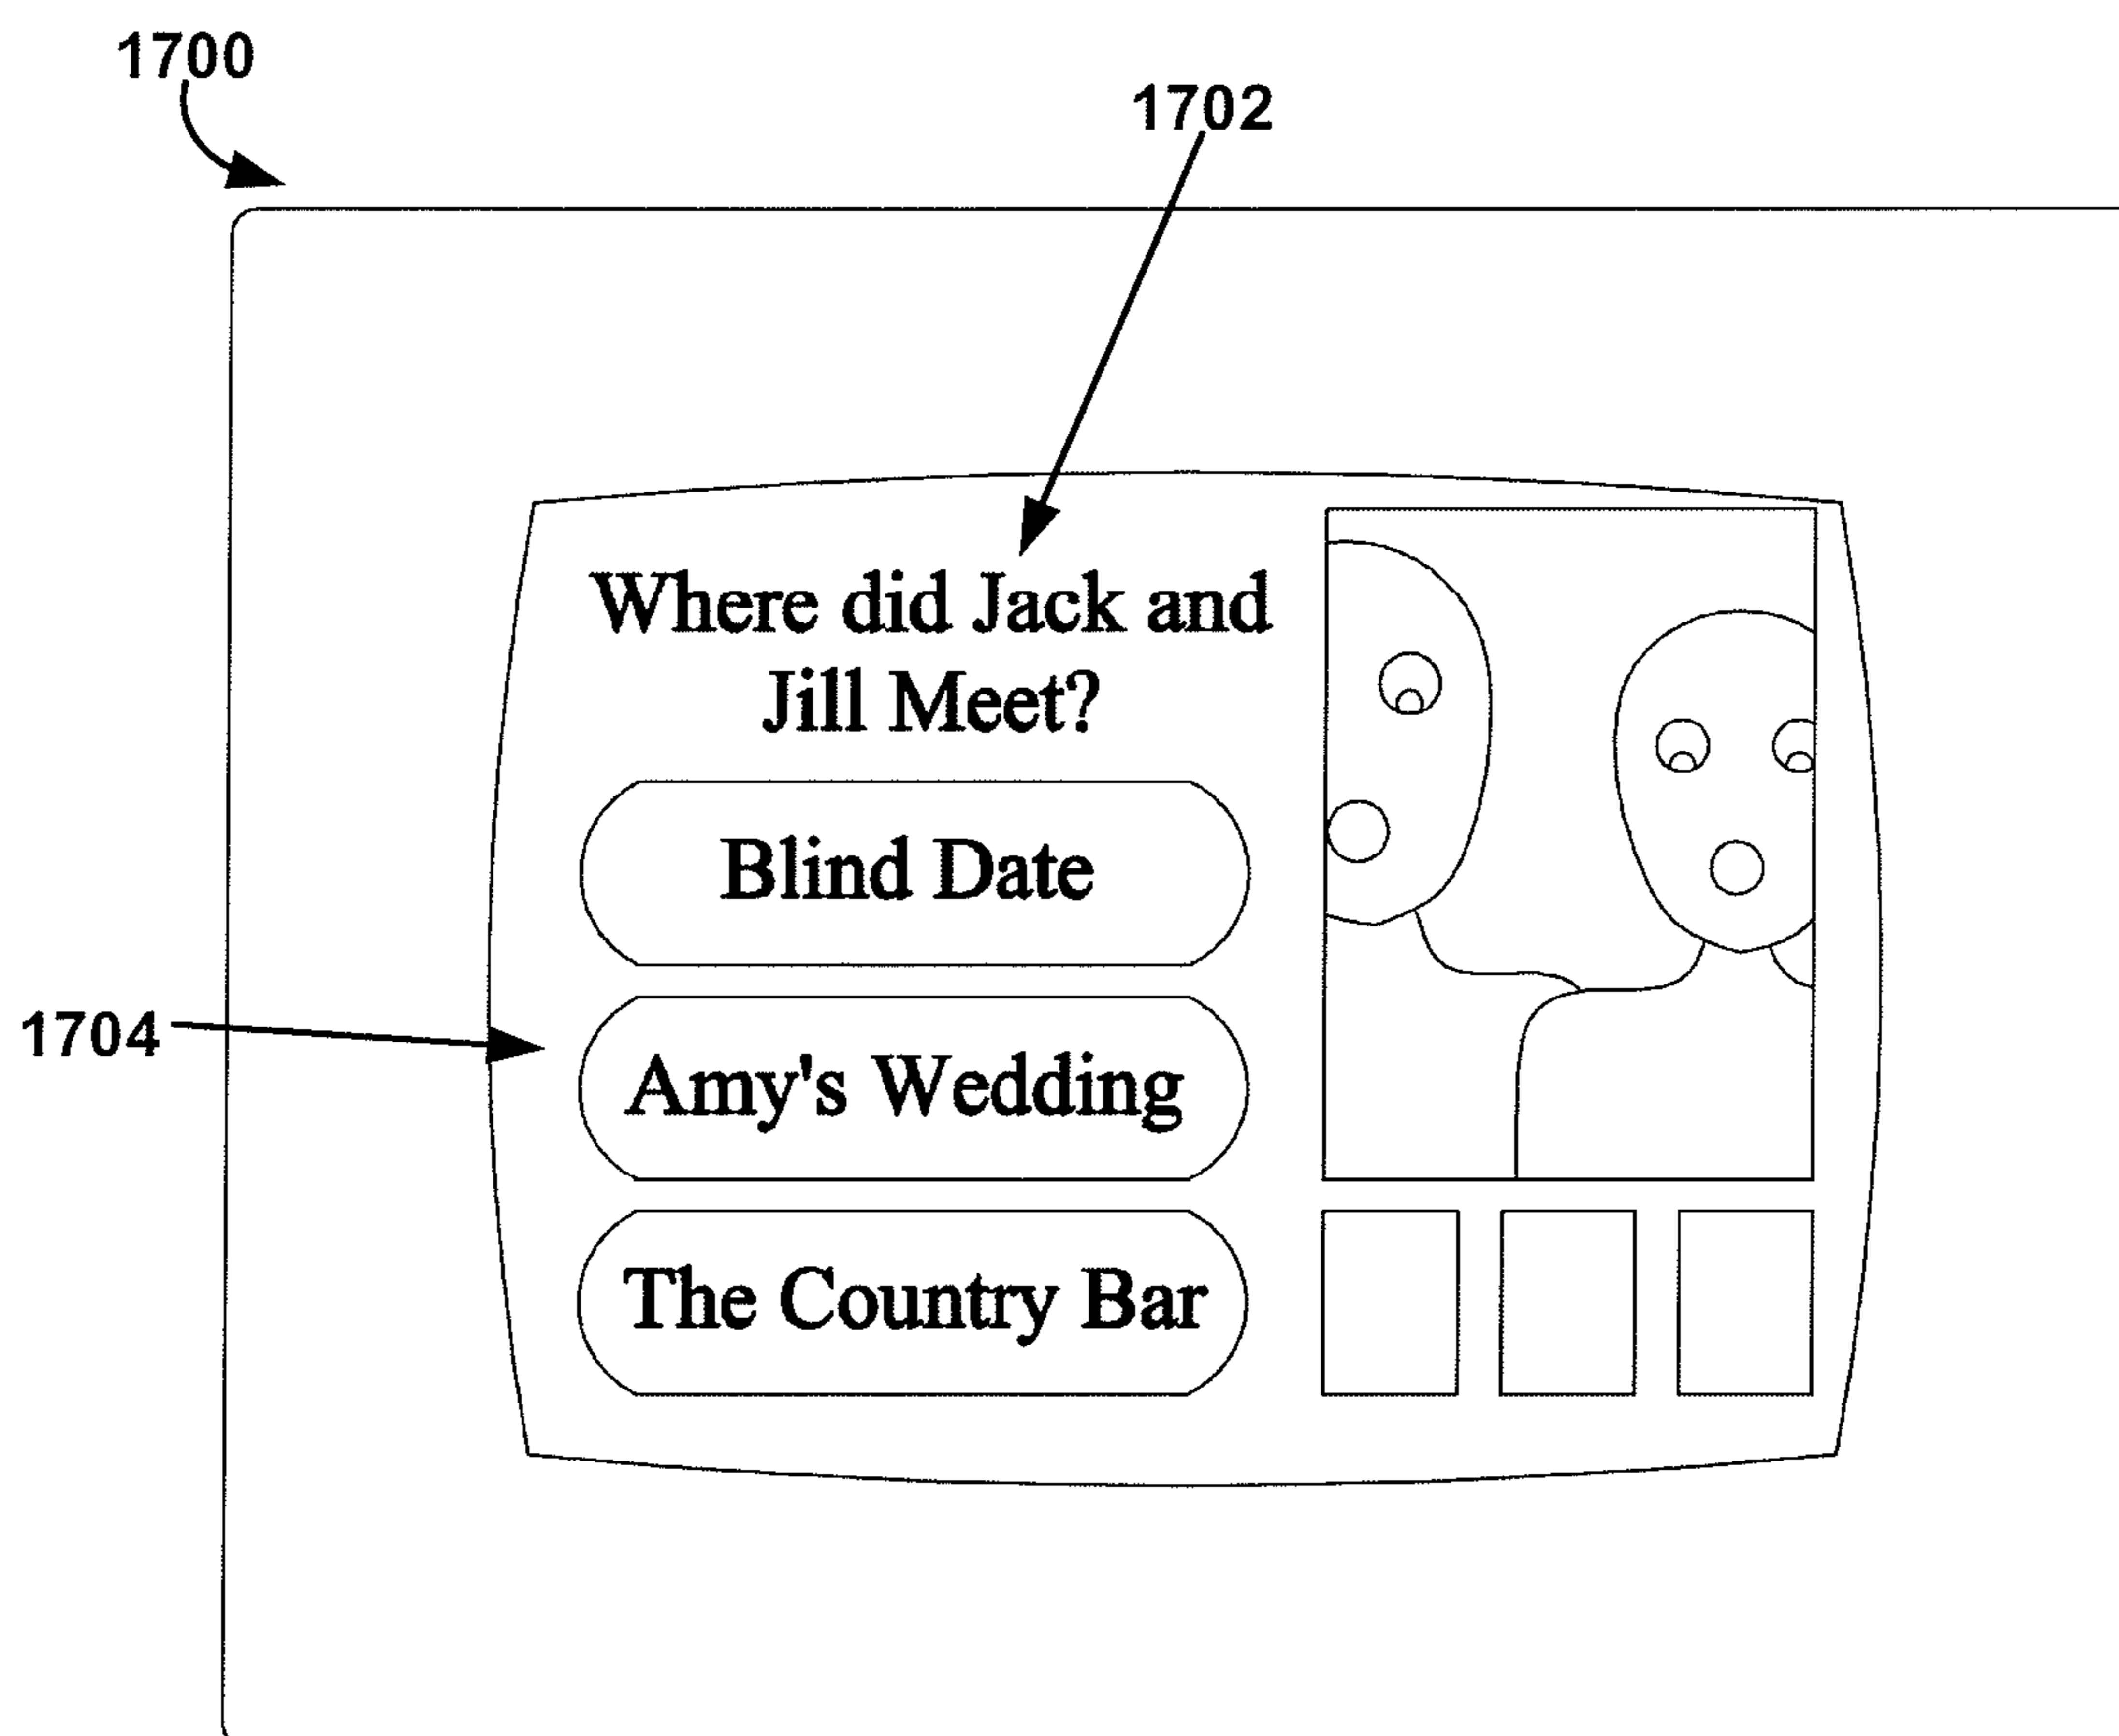 1700
1702
Where did Jack and
Jill Meet?
Blind Date
1704
Amy's Wedding
The Country Bar